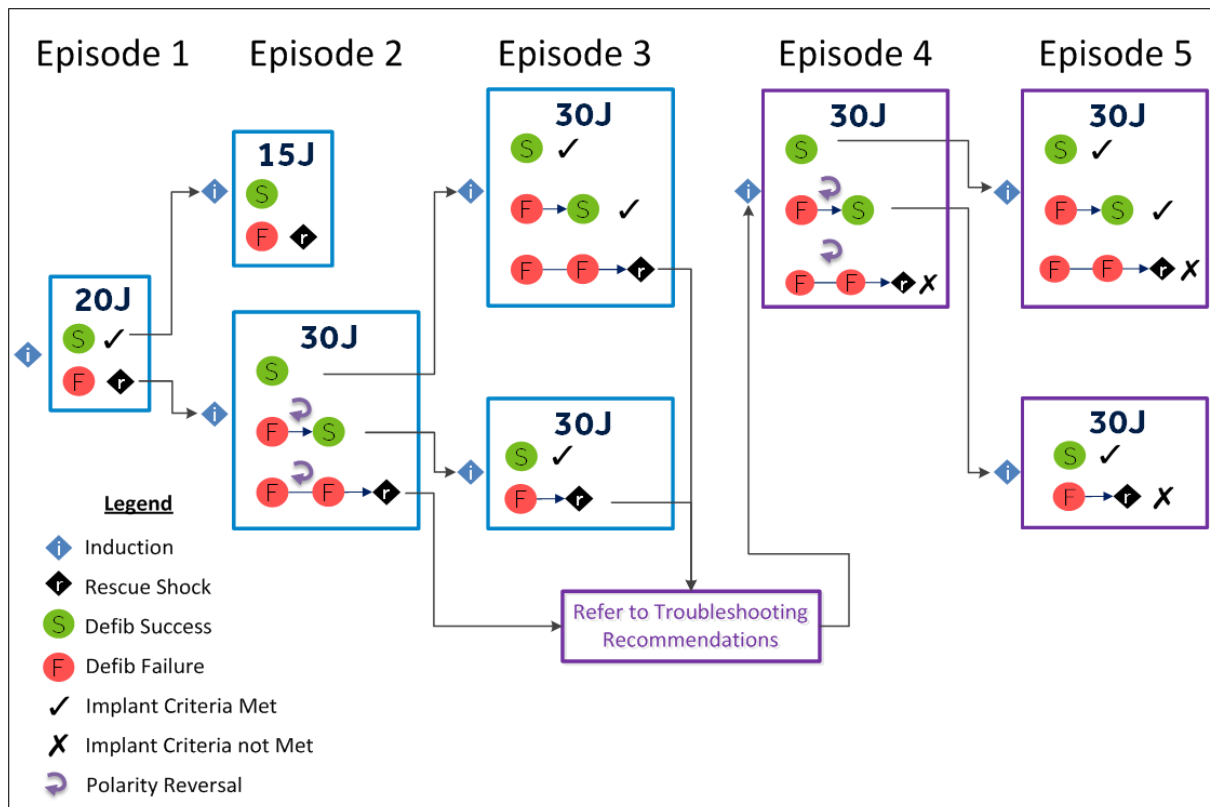 Episode 1
Episode 2
Episode 3
Episode 4
Episode 5
20J
i
S ✓
F r
i
15J
S
F r
i
30J
S
F S
F F r
i
30J
S ✓
F S ✓
F F r
i
30J
S ✓
F r
i
30J
S
F S
F F r ✗
i
30J
S ✓
F S ✓
F F r ✗
i
30J
S ✓
F r ✗
Refer to Troubleshooting
Recommendations
Legend
i Induction
r Rescue Shock
S Defib Success
F Defib Failure
✓ Implant Criteria Met
✗ Implant Criteria not Met
Polarity Reversal